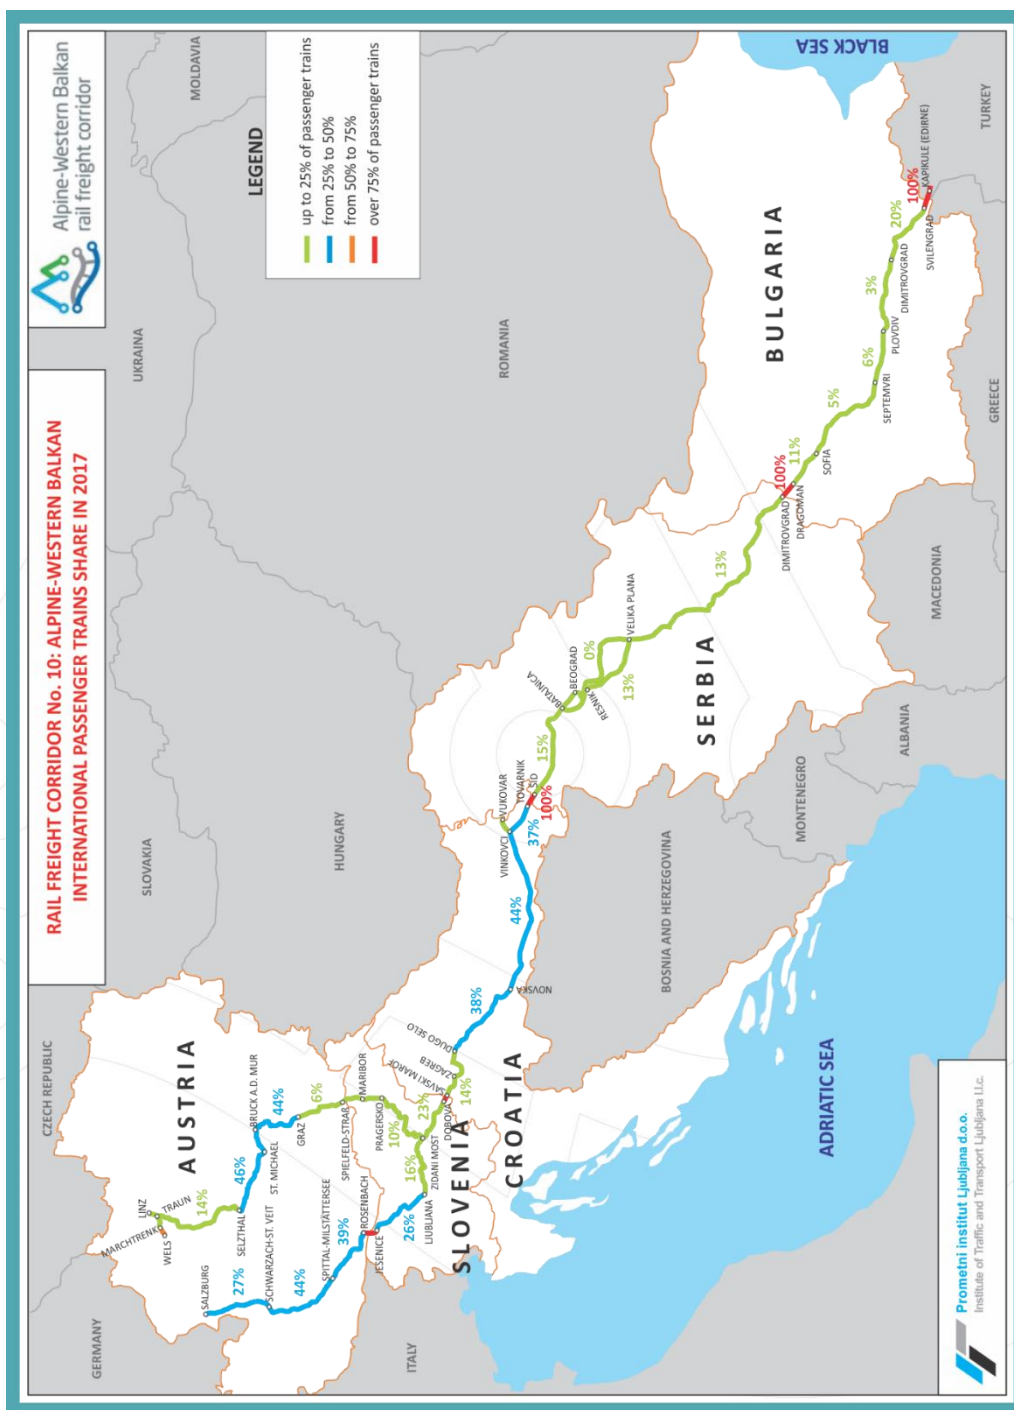 Alpine-Western Balkan
rail freight corridor
RAIL FREIGHT CORRIDOR No. 10: ALPINE-WESTERN BALKAN
INTERNATIONAL PASSENGER TRAINS SHARE IN 2017
LEGEND
up to 25% of passenger trains
from 25% to 50%
from 50% to 75%
over 75% of passenger trains
GERMANY
CZECH REPUBLIC
SLOVAKIA
UKRAINE
MOLDAVIA
HUNGARY
ROMANIA
BLACK SEA
TURKEY
GREECE
MACEDONIA
ALBANIA
MONTENEGRO
BOSNIA AND HERZEGOVINA
ITALY
ADRIATIC SEA
AUSTRIA
SLOVENIA
CROATIA
SERBIA
BULGARIA
LINZ
TRAUN
MARCHTRENK
WELS
14%
SELZTHAL
46%
ST. MICHAEL
BRUCK A.D. MUR
44%
GRAZ
6%
SPIELFELD-STRAß
MARIBOR
PRAGERSKO
10%
SALZBURG
27%
SCHWARZACH-ST. VEIT
44%
SPITTAL-MILSTÄTTERSEE
39%
ROSENBACH
JESENICE
26%
LJUBLJANA
16%
ZIDANI MOST
23%
DOBOVA
SAVSKI MAROF
14%
ZAGREB
DUGO SELO
38%
NOVSKA
44%
VINKOVCI
VUKOVAR
37%
TOVARNIK
100%
ŠID
15%
BATAJNICA
BEOGRAD
RESNIK
0%
13%
VELIKA PLANA
13%
DIMITROVGRAD
100%
DRAGOMAN
11%
SOFIA
5%
SEPTEMVRI
6%
PLOVDIV
3%
DIMITROVGRAD
20%
SVILENGRAD
100%
KAPIKULE (EDIRNE)
Prometni institut Ljubljana d.o.o.
Institute of Traffic and Transport Ljubljana l.l.c.